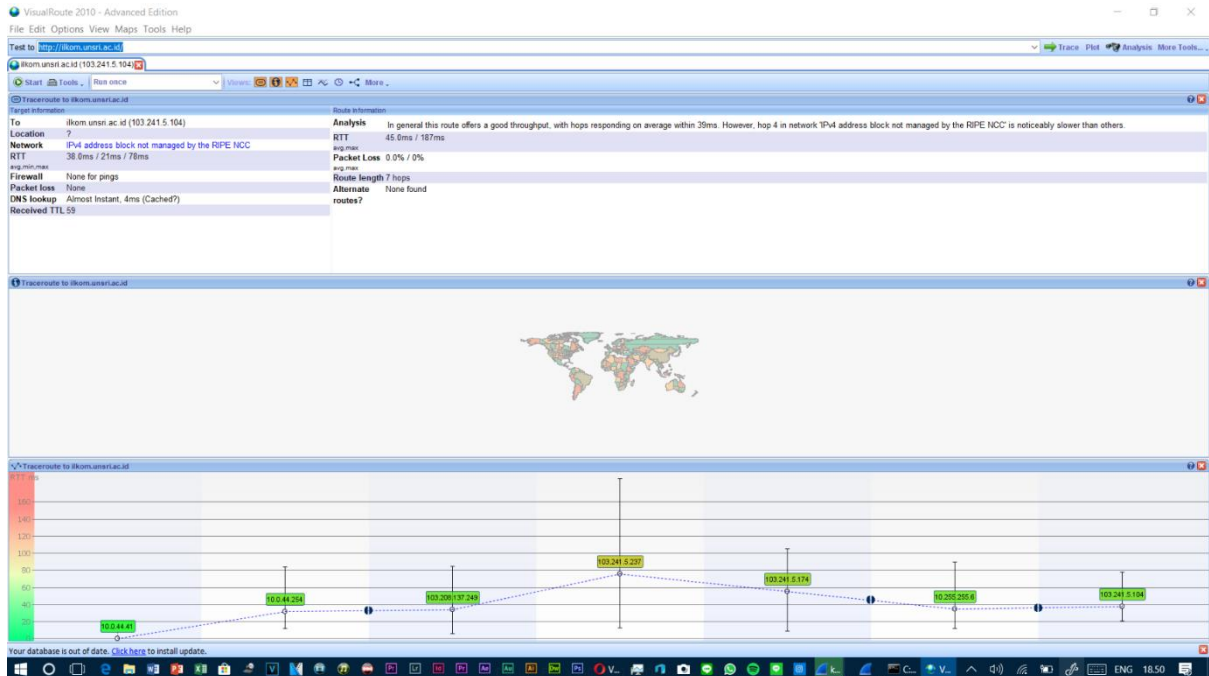 VisualRoute 2010 - Advanced Edition
File Edit Options View Maps Tools Help
Test to http://ilkom.unsri.ac.id/ Trace Plot Analysis More Tools...
ilkom.unsri.ac.id (103.241.5.104)
Start Tools Run once Views: More
Traceroute to ilkom.unsri.ac.id
Target Information
To ilkom.unsri.ac.id (103.241.5.104)
Location ?
Network IPv4 address block not managed by the RIPE NCC
RTT 38.0ms / 21ms / 78ms
avg,min,max
Firewall None for pings
Packet loss None
DNS lookup Almost Instant, 4ms (Cached?)
Received TTL 59
Route Information
Analysis In general this route offers a good throughput, with hops responding on average within 39ms. However, hop 4 in network 'IPv4 address block not managed by the RIPE NCC' is noticeably slower than others.
RTT 45.0ms / 187ms
avg,max
Packet Loss 0.0% / 0%
avg,max
Route length 7 hops
Alternate None found
routes?
Traceroute to ilkom.unsri.ac.id
Traceroute to ilkom.unsri.ac.id
RTT ms
160
140
120
100
80
60
40
20
10.0.44.41
10.0.44.254
103.208.137.249
103.241.5.237
103.241.5.174
10.255.255.6
103.241.5.104
Your database is out of date. Click here to install update.
V... k... C... V... ENG 18.50